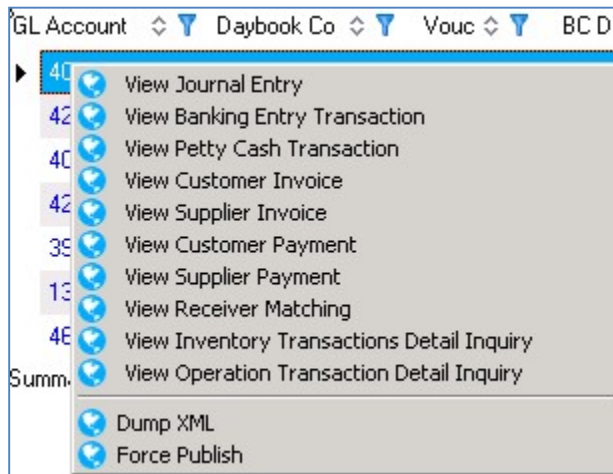 GL Account Daybook Co Vouc BC D
40
View Journal Entry
42
View Banking Entry Transaction
40
View Petty Cash Transaction
View Customer Invoice
42
View Supplier Invoice
39
View Customer Payment
View Supplier Payment
13
View Receiver Matching
46
View Inventory Transactions Detail Inquiry
Summa
View Operation Transaction Detail Inquiry
Dump XML
Force Publish